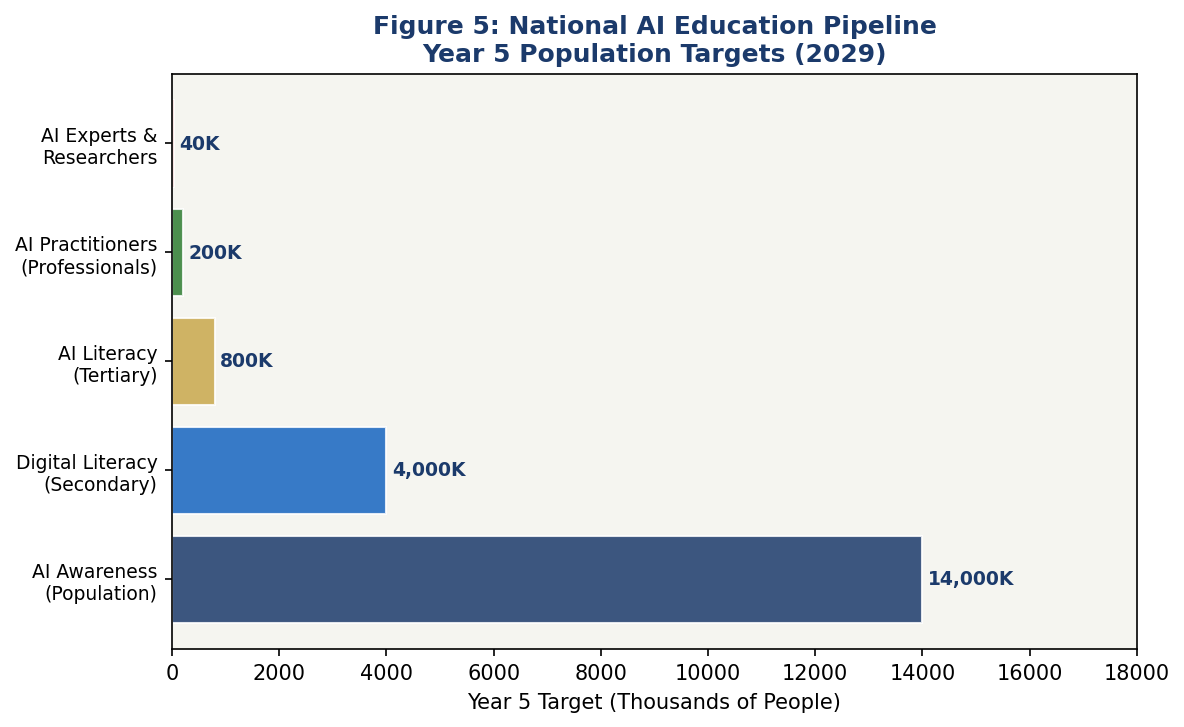 Figure 5: National AI Education Pipeline
Year 5 Population Targets (2029)
AI Experts &
Researchers
40K
AI Practitioners
(Professionals)
200K
AI Literacy
(Tertiary)
800K
Digital Literacy
(Secondary)
4,000K
AI Awareness
(Population)
14,000K
0 2000 4000 6000 8000 10000 12000 14000 16000 18000
Year 5 Target (Thousands of People)